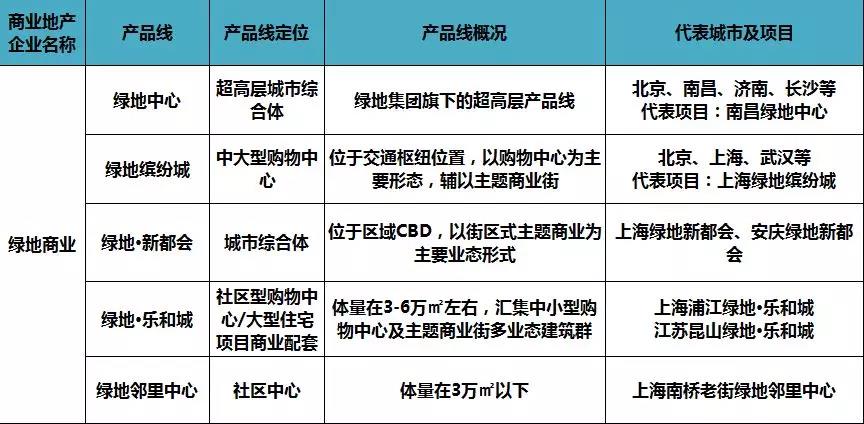 商业地产
企业名称
产品线
产品线定位
产品线概况
代表城市及项目
绿地商业
绿地中心
超高层城市综
合体
绿地集团旗下的超高层产品线
北京、南昌、济南、长沙等
代表项目：南昌绿地中心
绿地缤纷城
中大型购物中
心
位于交通枢纽位置，以购物中心为主
要形态，辅以主题商业街
北京、上海、武汉等
代表项目：上海绿地缤纷城
绿地·新都会
城市综合体
位于区域CBD，以街区式主题商业为
主要业态形式
上海绿地新都会、安庆绿地新都
会
绿地·乐和城
社区型购物中
心/大型住宅
项目商业配套
体量在3-6万㎡左右，汇集中小型购
物中心及主题商业街多业态建筑群
上海浦江绿地·乐和城
江苏昆山绿地·乐和城
绿地邻里中心
社区中心
体量在3万㎡以下
上海南桥老街绿地邻里中心